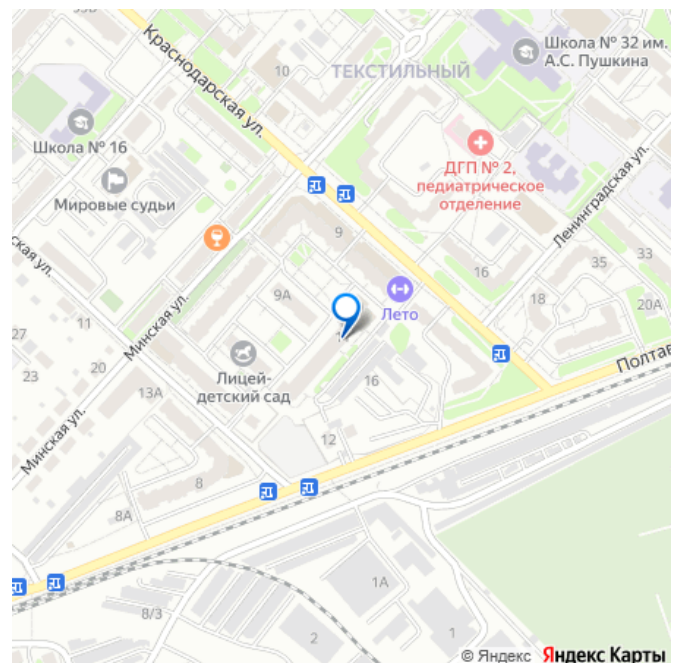 Краснодарская ул.
10
ТЕКСТИЛЬНЫЙ
Школа № 32 им.
А.С. Пушкина
Школа № 16
ДГП № 2,
педиатрическое
отделение
Ленинградская ул.
Мировые судьи
9
33
35
16
18
20А
9А
Лето
ская ул.
11
Минская ул.
27
20
23
Лицей-
детский сад
16
Полтав
13А
12
Минская ул.
8
8А
1А
8/3
2
1
© Яндекс Яндекс Карты